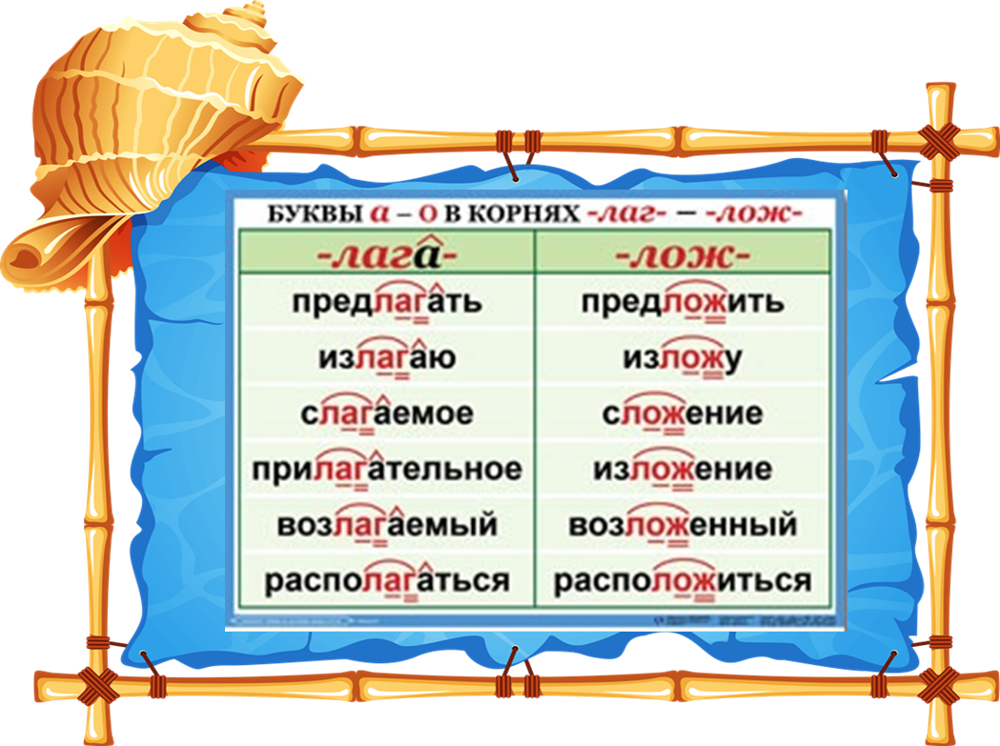 БУКВЫ а – о В КОРНЯХ -лаг- – -лож-
-лага- -лож-
предлагать предложить
излагаю изложу
слагаемое сложение
прилагательное изложение
возлагаемый возложенный
располагаться расположиться